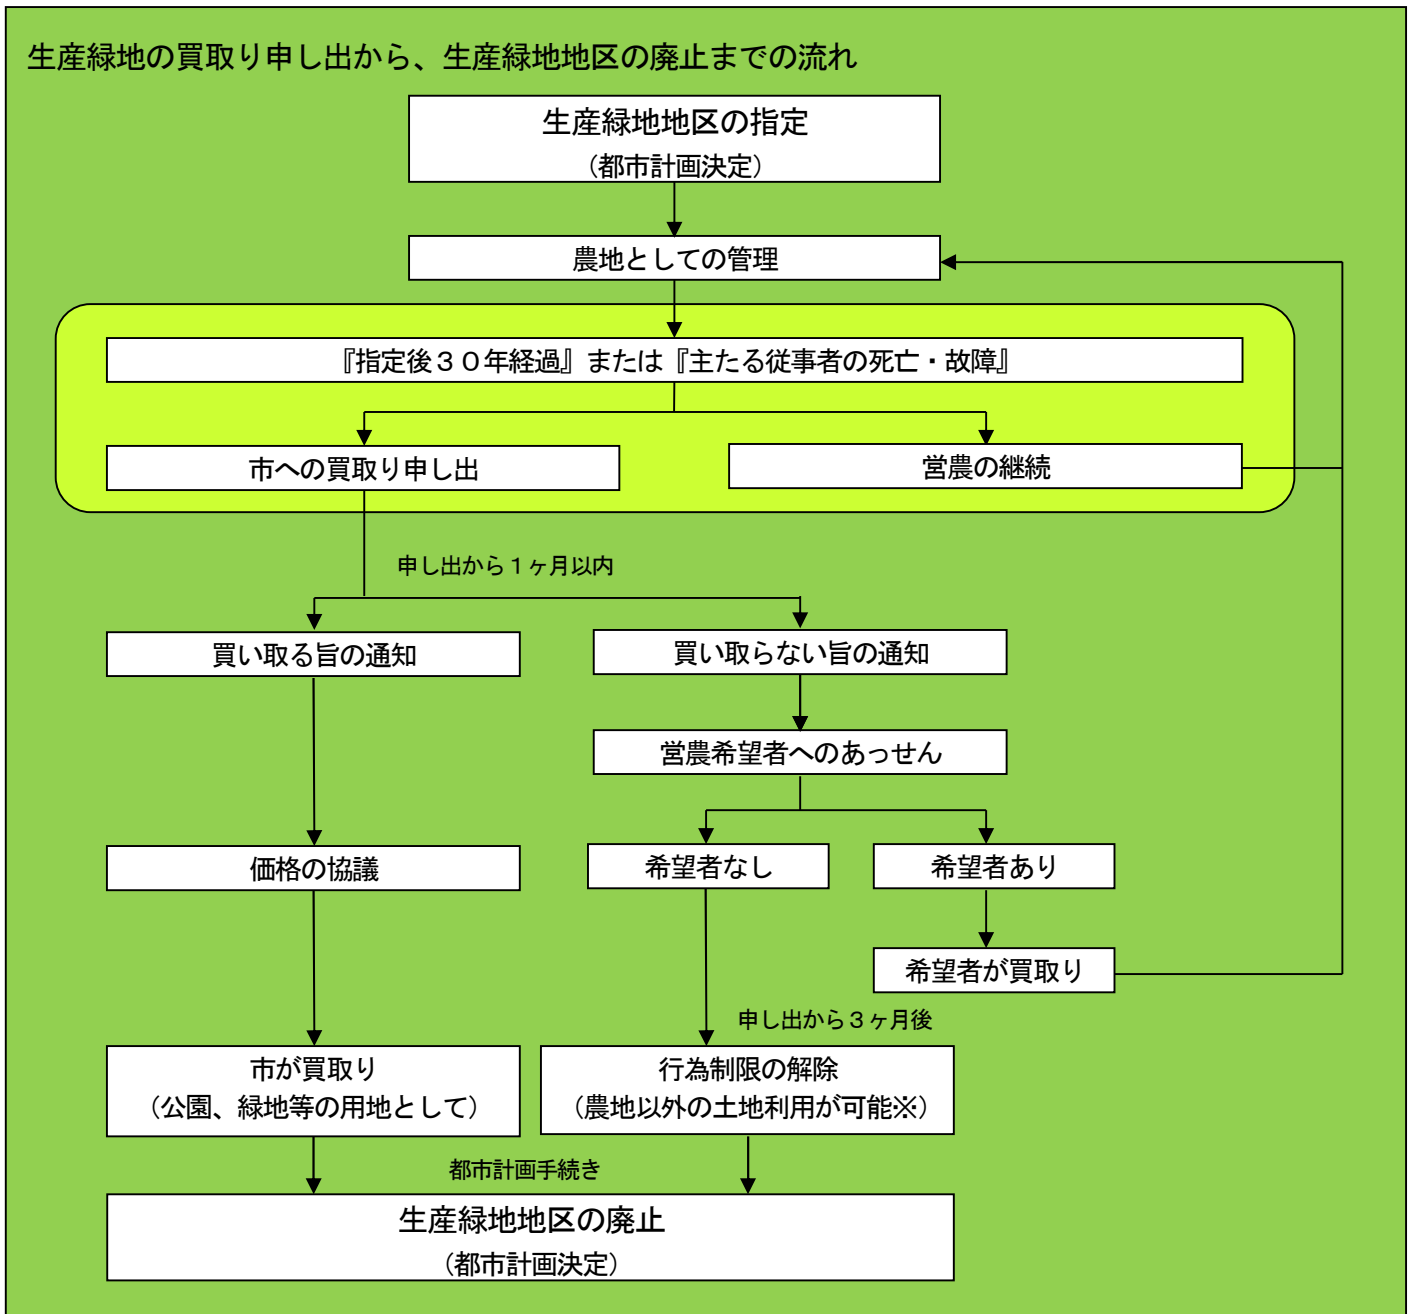 生産緑地の買取り申し出から、生産緑地地区の廃止までの流れ
生産緑地地区の指定
（都市計画決定）
農地としての管理
『指定後３０年経過』または『主たる従事者の死亡・故障』
市への買取り申し出
営農の継続
申し出から１ヶ月以内
買い取る旨の通知
買い取らない旨の通知
営農希望者へのあっせん
価格の協議
希望者なし
希望者あり
希望者が買取り
申し出から３ヶ月後
市が買取り
（公園、緑地等の用地として）
行為制限の解除
（農地以外の土地利用が可能※）
都市計画手続き
生産緑地地区の廃止
（都市計画決定）